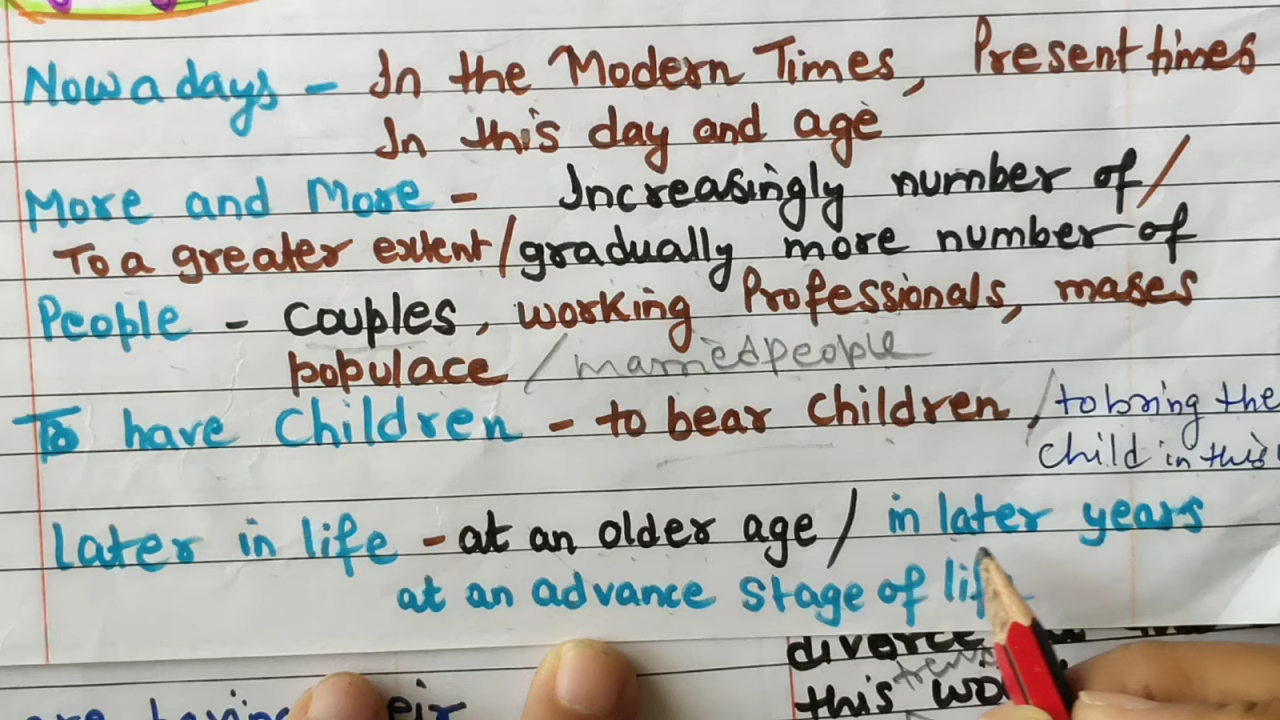 Nowadays - In the Modern Times, Present times
In this day and age
More and More - Increasingly number of/
To a greater extent/gradually more number of
People - couples, working Professionals, mases
populace / married people
To have Children - to bear children /to bring the
child in this
Later in life - at an older age/ in later years
at an advance stage of
divorce
this
having